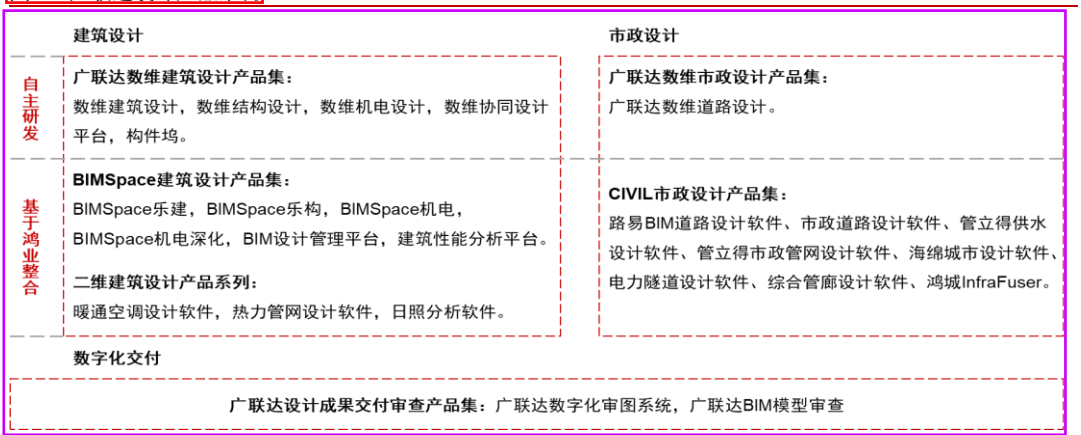 建筑设计
市政设计
自主研发
广联达数维建筑设计产品集：
数维建筑设计，数维结构设计，数维机电设计，数维协同设计
平台，构件坞。
广联达数维市政设计产品集：
广联达数维道路设计。
基于鸿业整合
BIMSpace建筑设计产品集：
BIMSpace乐建，BIMSpace乐构，BIMSpace机电，
BIMSpace机电深化，BIM设计管理平台，建筑性能分析平台。
二维建筑设计产品系列：
暖通空调设计软件，热力管网设计软件，日照分析软件。
CIVIL市政设计产品集：
路易BIM道路设计软件、市政道路设计软件、管立得供水
设计软件、管立得市政管网设计软件、海绵城市设计软件、
电力隧道设计软件、综合管廊设计软件、鸿城InfraFuser。
数字化交付
广联达设计成果交付审查产品集：广联达数字化审图系统，广联达BIM模型审查